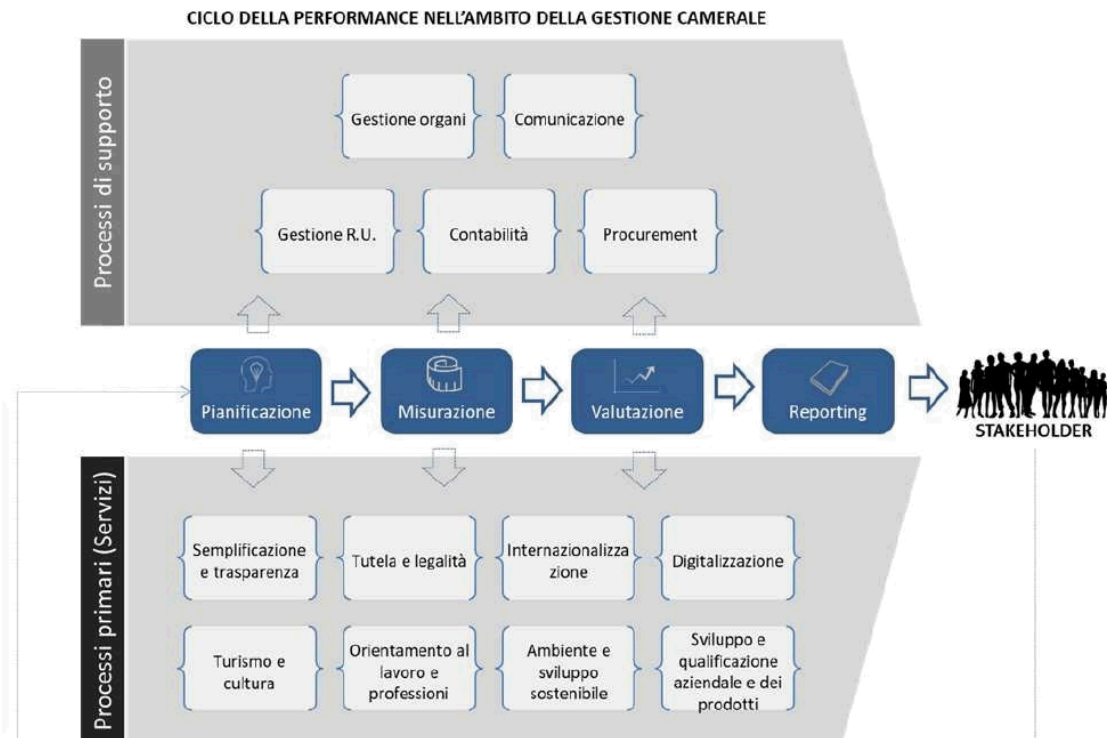 CICLO DELLA PERFORMANCE NELL'AMBITO DELLA GESTIONE CAMERALE
Processi di supporto
Gestione organi
Comunicazione
Gestione R.U.
Contabilità
Procurement
Pianificazione
Misurazione
Valutazione
Reporting
STAKEHOLDER
Processi primari (Servizi)
Semplificazione
e trasparenza
Tutela e legalità
Internazionalizza
zione
Digitalizzazione
Turismo e
cultura
Orientamento al
lavoro e
professioni
Ambiente e
sviluppo
sostenibile
Sviluppo e
qualificazione
aziendale e dei
prodotti